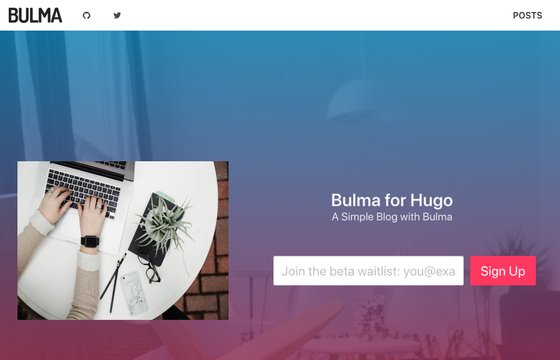 BULMA
POSTS
Bulma for Hugo
A Simple Blog with Bulma
Join the beta waitlist: you@exa
Sign Up